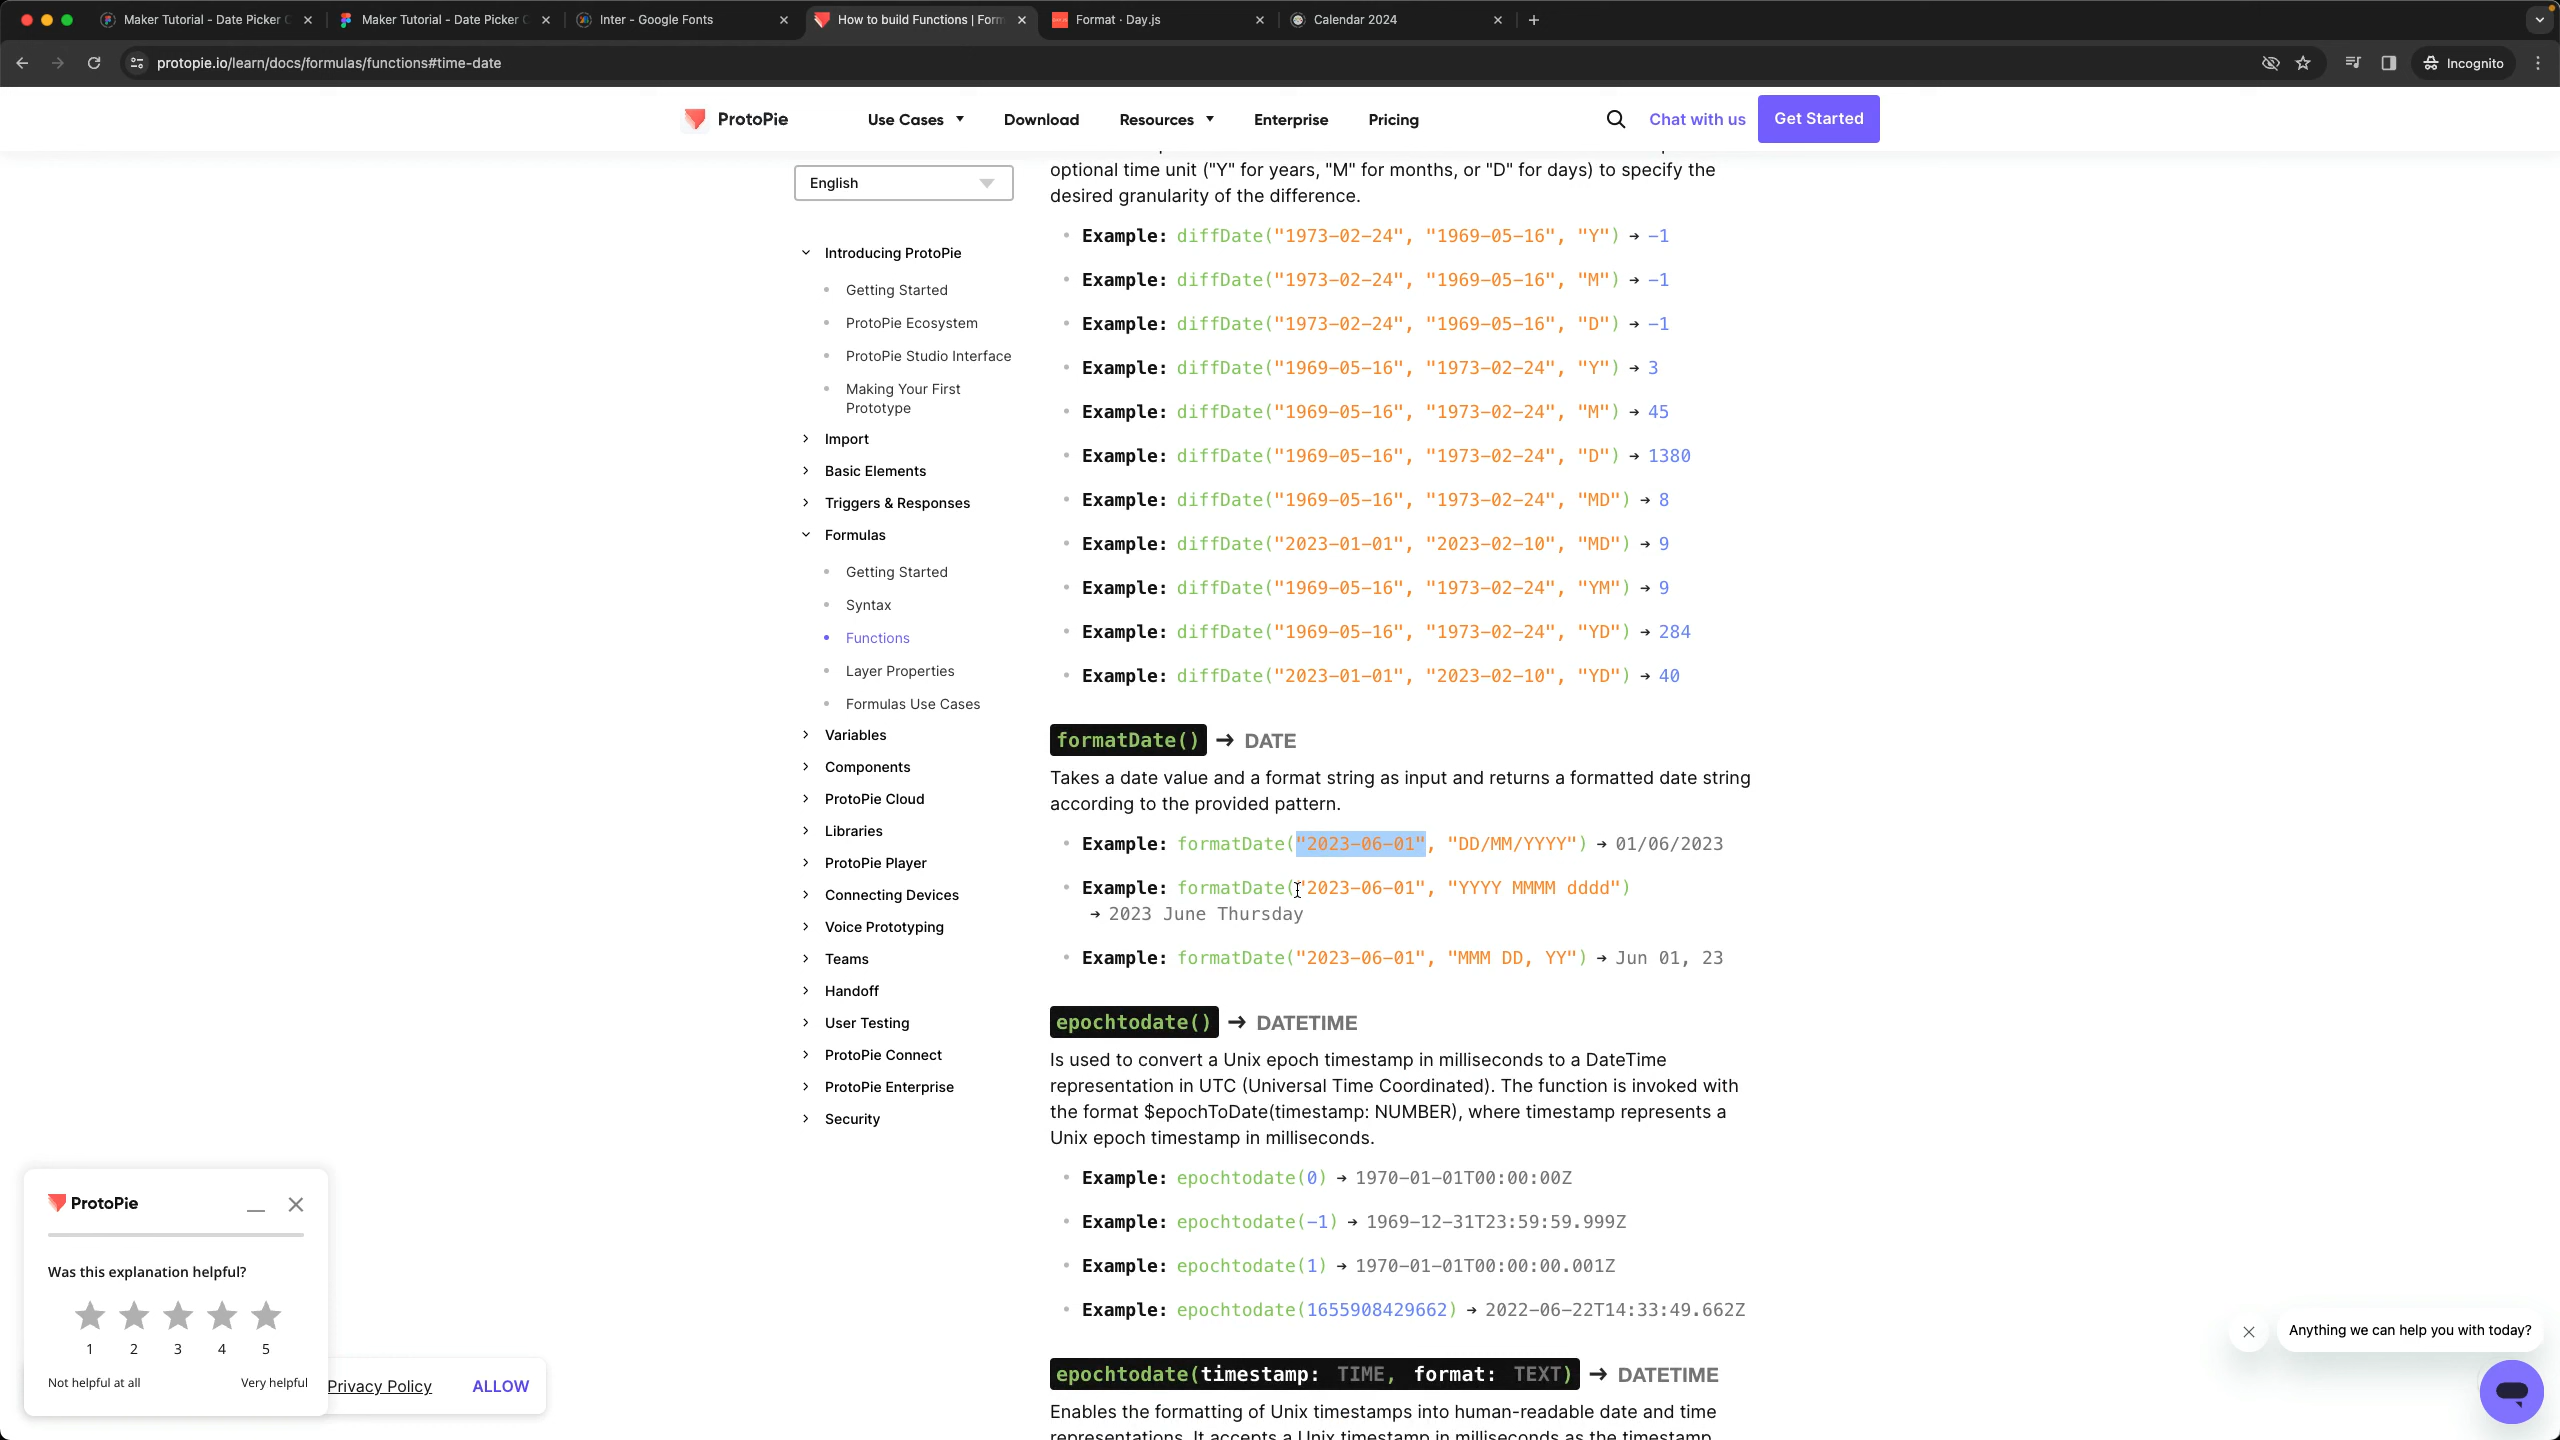 Maker Tutorial - Date Picker C
Maker Tutorial - Date Picker C
Inter - Google Fonts
How to build Functions | Form
Format · Day.js
Calendar 2024
protopie.io/learn/docs/formulas/functions#time-date
Incognito
ProtoPie
Use Cases
Download
Resources
Enterprise
Pricing
Chat with us
Get Started
English
Introducing ProtoPie
Getting Started
ProtoPie Ecosystem
ProtoPie Studio Interface
Making Your First
Prototype
Import
Basic Elements
Triggers & Responses
Formulas
Getting Started
Syntax
Functions
Layer Properties
Formulas Use Cases
Variables
Components
ProtoPie Cloud
Libraries
ProtoPie Player
Connecting Devices
Voice Prototyping
Teams
Handoff
User Testing
ProtoPie Connect
ProtoPie Enterprise
Security
optional time unit ("Y" for years, "M" for months, or "D" for days) to specify the
desired granularity of the difference.
Example: diffDate("1973-02-24", "1969-05-16", "Y") → -1
Example: diffDate("1973-02-24", "1969-05-16", "M") → -1
Example: diffDate("1973-02-24", "1969-05-16", "D") → -1
Example: diffDate("1969-05-16", "1973-02-24", "Y") → 3
Example: diffDate("1969-05-16", "1973-02-24", "M") → 45
Example: diffDate("1969-05-16", "1973-02-24", "D") → 1380
Example: diffDate("1969-05-16", "1973-02-24", "MD") → 8
Example: diffDate("2023-01-01", "2023-02-10", "MD") → 9
Example: diffDate("1969-05-16", "1973-02-24", "YM") → 9
Example: diffDate("1969-05-16", "1973-02-24", "YD") → 284
Example: diffDate("2023-01-01", "2023-02-10", "YD") → 40
formatDate() → DATE
Takes a date value and a format string as input and returns a formatted date string
according to the provided pattern.
Example: formatDate("2023-06-01", "DD/MM/YYYY") → 01/06/2023
Example: formatDate("2023-06-01", "YYYY MMMM dddd")
→ 2023 June Thursday
Example: formatDate("2023-06-01", "MMM DD, YY") → Jun 01, 23
epochtodate() → DATETIME
Is used to convert a Unix epoch timestamp in milliseconds to a DateTime
representation in UTC (Universal Time Coordinated). The function is invoked with
the format $epochToDate(timestamp: NUMBER), where timestamp represents a
Unix epoch timestamp in milliseconds.
Example: epochtodate(0) → 1970-01-01T00:00:00Z
Example: epochtodate(-1) → 1969-12-31T23:59:59.999Z
Example: epochtodate(1) → 1970-01-01T00:00:00.001Z
Example: epochtodate(1655908429662) → 2022-06-22T14:33:49.662Z
epochtodate(timestamp: TIME, format: TEXT) → DATETIME
Enables the formatting of Unix timestamps into human-readable date and time
representations. It accepts a Unix timestamp in milliseconds as the timestamp
ProtoPie
Was this explanation helpful?
1 2 3 4 5
Not helpful at all Very helpful
Privacy Policy ALLOW
Anything we can help you with today?